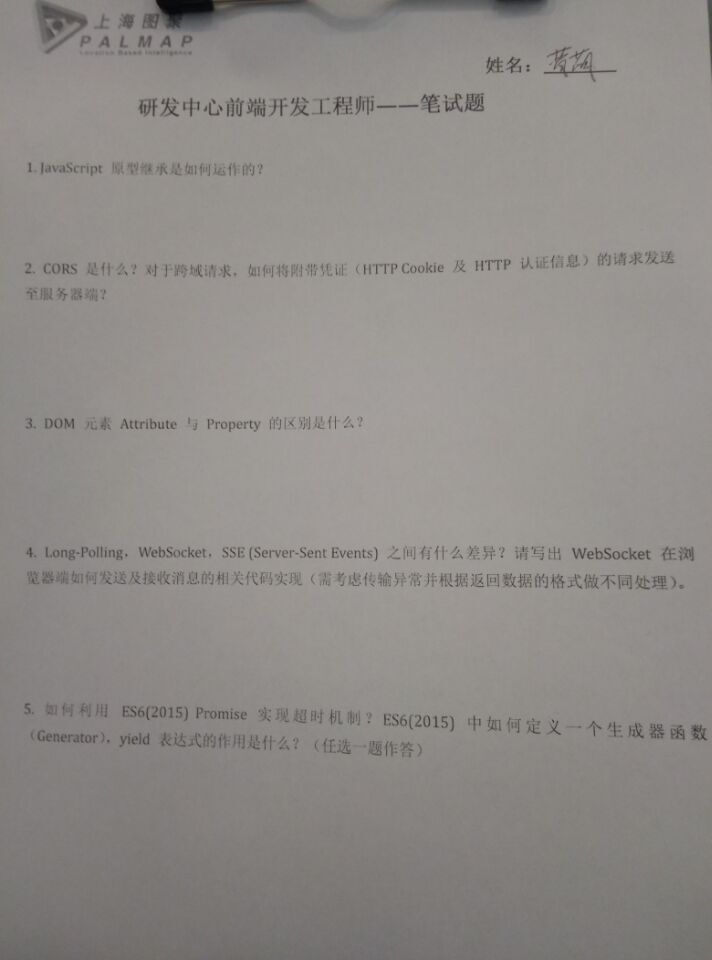 上海图聚
PALMAP
Location Based Intelligence
姓名：
研发中心前端开发工程师——笔试题
1. JavaScript 原型继承是如何运作的？
2. CORS 是什么？对于跨域请求，如何将附带凭证（HTTP Cookie 及 HTTP 认证信息）的请求发送
至服务器端？
3. DOM 元素 Attribute 与 Property 的区别是什么？
4. Long-Polling，WebSocket，SSE (Server-Sent Events) 之间有什么差异？请写出 WebSocket 在浏
览器端如何发送及接收消息的相关代码实现（需考虑传输异常并根据返回数据的格式做不同处理）。
5. 如何利用 ES6(2015) Promise 实现超时机制？ES6(2015) 中如何定义一个生成器函数
（Generator），yield 表达式的作用是什么？（任选一题作答）